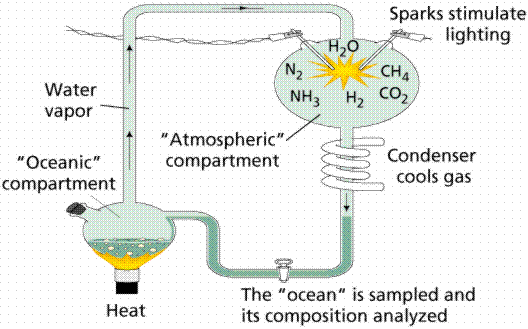 Sparks stimulate
lighting
H₂O
N₂
CH₄
NH₃
H₂
CO₂
Water
vapor
"Atmospheric"
compartment
"Oceanic"
compartment
Condenser
cools gas
Heat
The "ocean" is sampled and
its composition analyzed